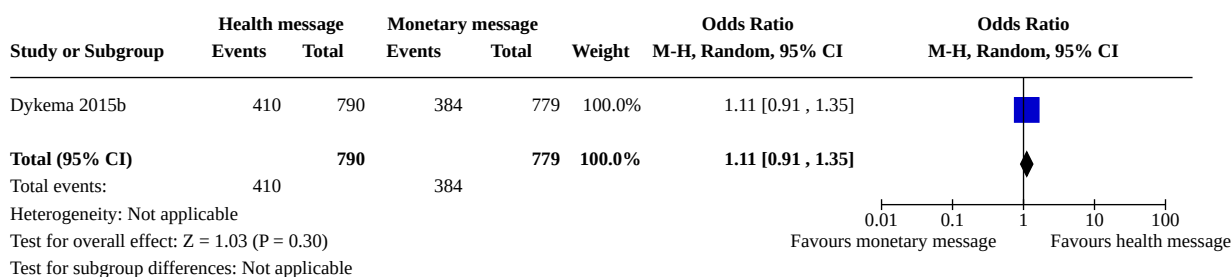 Health message Monetary message Odds Ratio Odds Ratio
Study or Subgroup Events Total Events Total Weight M-H, Random, 95% CI M-H, Random, 95% CI
Dykema 2015b 410 790 384 779 100.0% 1.11 [0.91 , 1.35]
Total (95% CI) 790 779 100.0% 1.11 [0.91 , 1.35]
Total events: 410 384
Heterogeneity: Not applicable
0.01 0.1 1 10 100
Test for overall effect: Z = 1.03 (P = 0.30)
Favours monetary message Favours health message
Test for subgroup differences: Not applicable